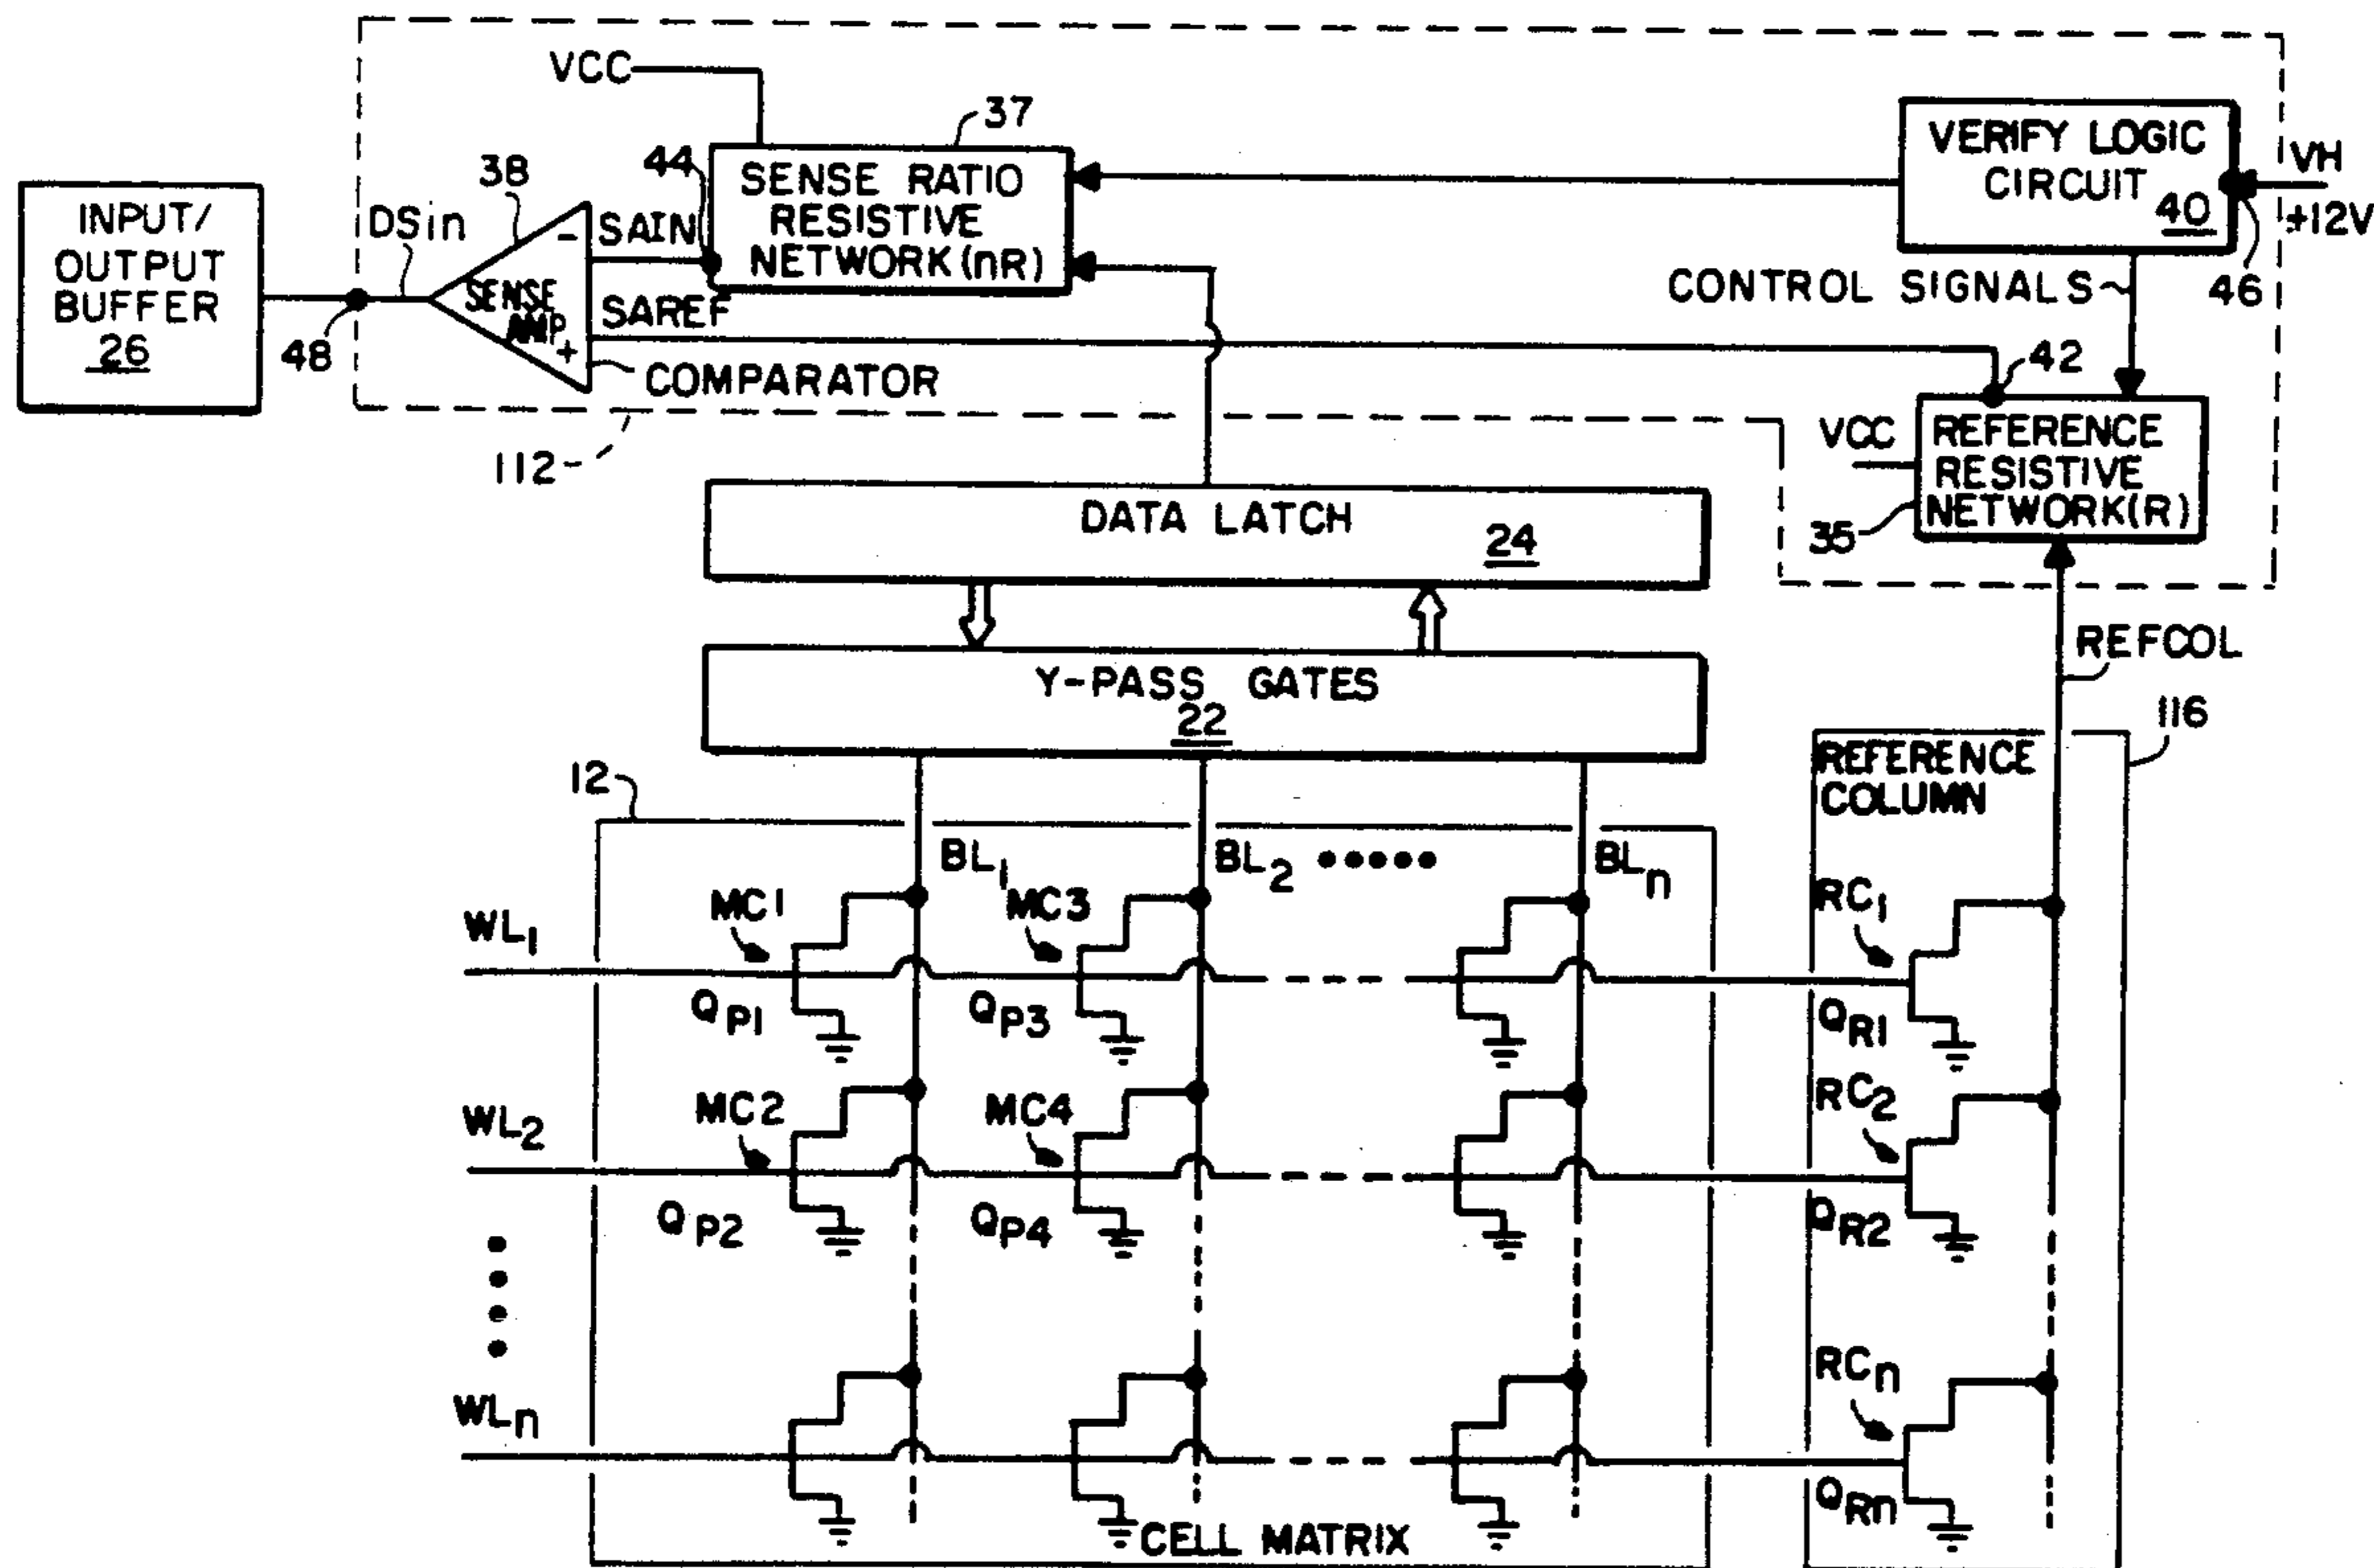 VCC
37
SENSE RATIO
RESISTIVE
NETWORK (nR)
VERIFY LOGIC
CIRCUIT 40
VH
+12V
46
INPUT/
OUTPUT
BUFFER
26
DSin
38
44
SAIN
SAREF
-
SENSE
AMP
+
COMPARATOR
48
112
CONTROL SIGNALS
42
VCC
REFERENCE
RESISTIVE
NETWORK(R)
35
DATA LATCH 24
Y-PASS GATES
22
REFCOL
116
REFERENCE
COLUMN
12
BL1
BL2
BLn
WL1
MC1
MC3
RC1
QP1
QP3
QR1
WL2
MC2
MC4
RC2
QP2
QP4
QR2
WLn
RCn
QRn
CELL MATRIX